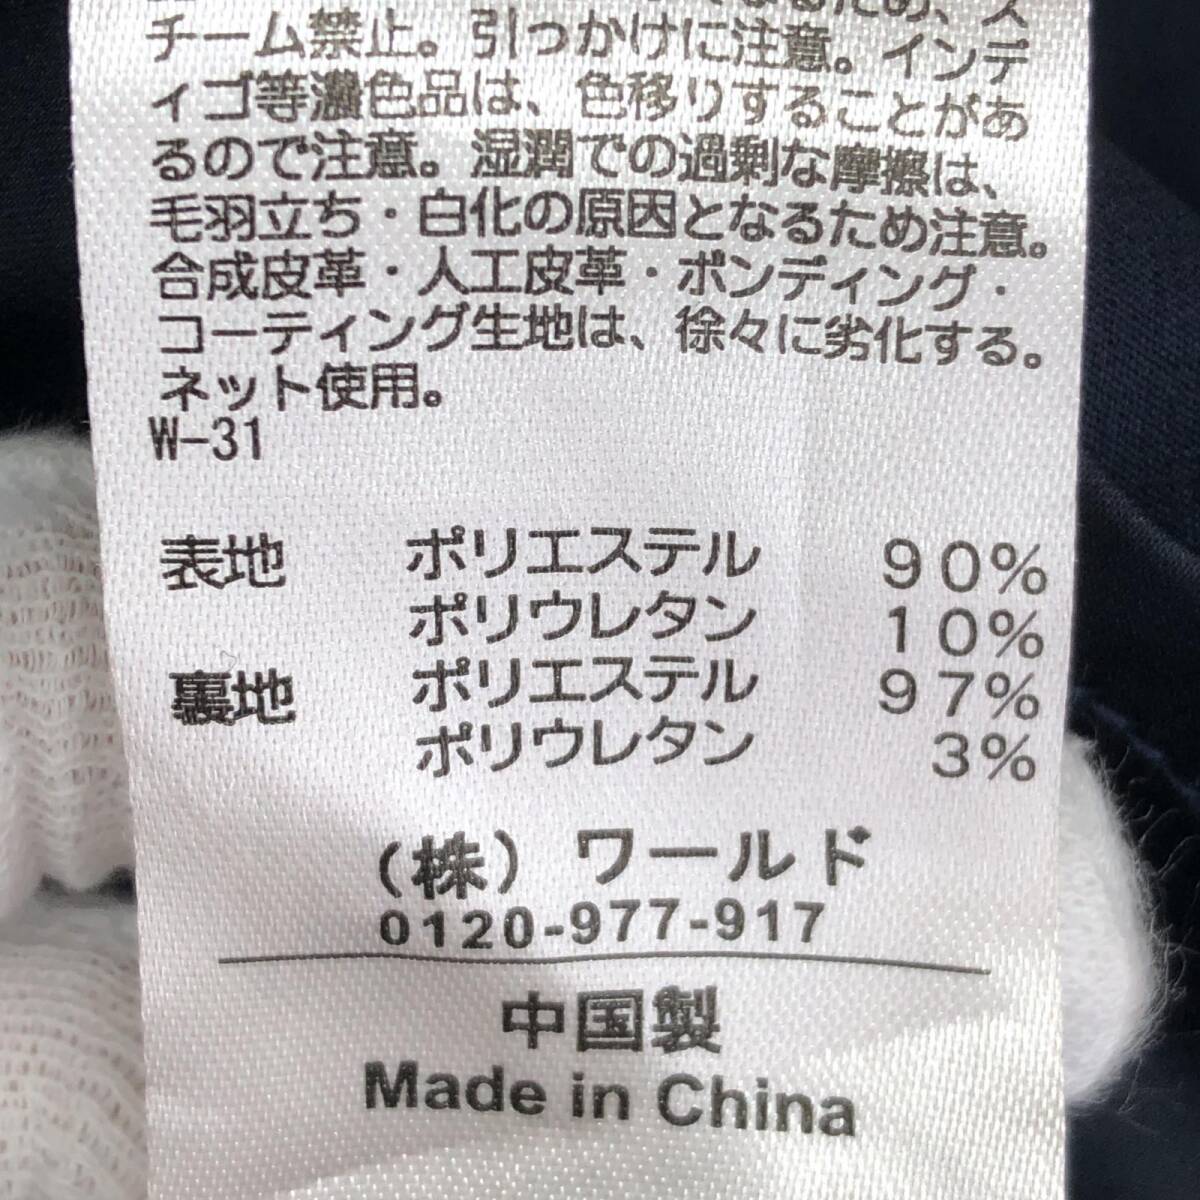 なるため、ス
チーム禁止。引っかけに注意。インデ
ィゴ等濃色品は、色移りすることがあ
るので注意。湿潤での過剰な摩擦は、
毛羽立ち・白化の原因となるため注意。
合成皮革・人工皮革・ボンディング・
コーティング生地は、徐々に劣化する。
ネット使用。
W-31
表地 ポリエステル 90%
ポリウレタン 10%
裏地 ポリエステル 97%
ポリウレタン 3%
(株) ワールド
0120-977-917
中国製
Made in China